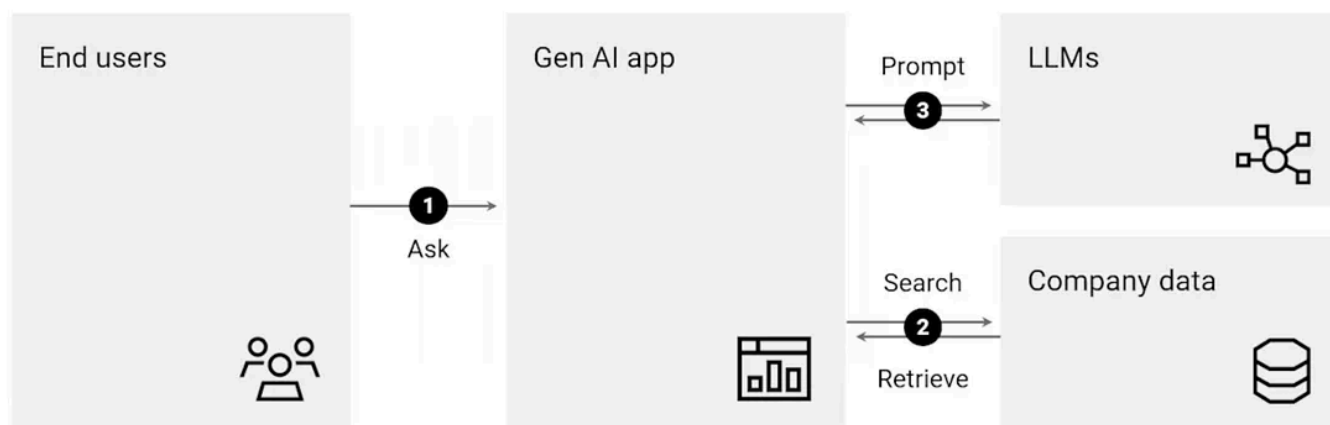 End users
Gen AI app
Prompt
LLMs
3
1
Ask
Search
Company data
2
Retrieve